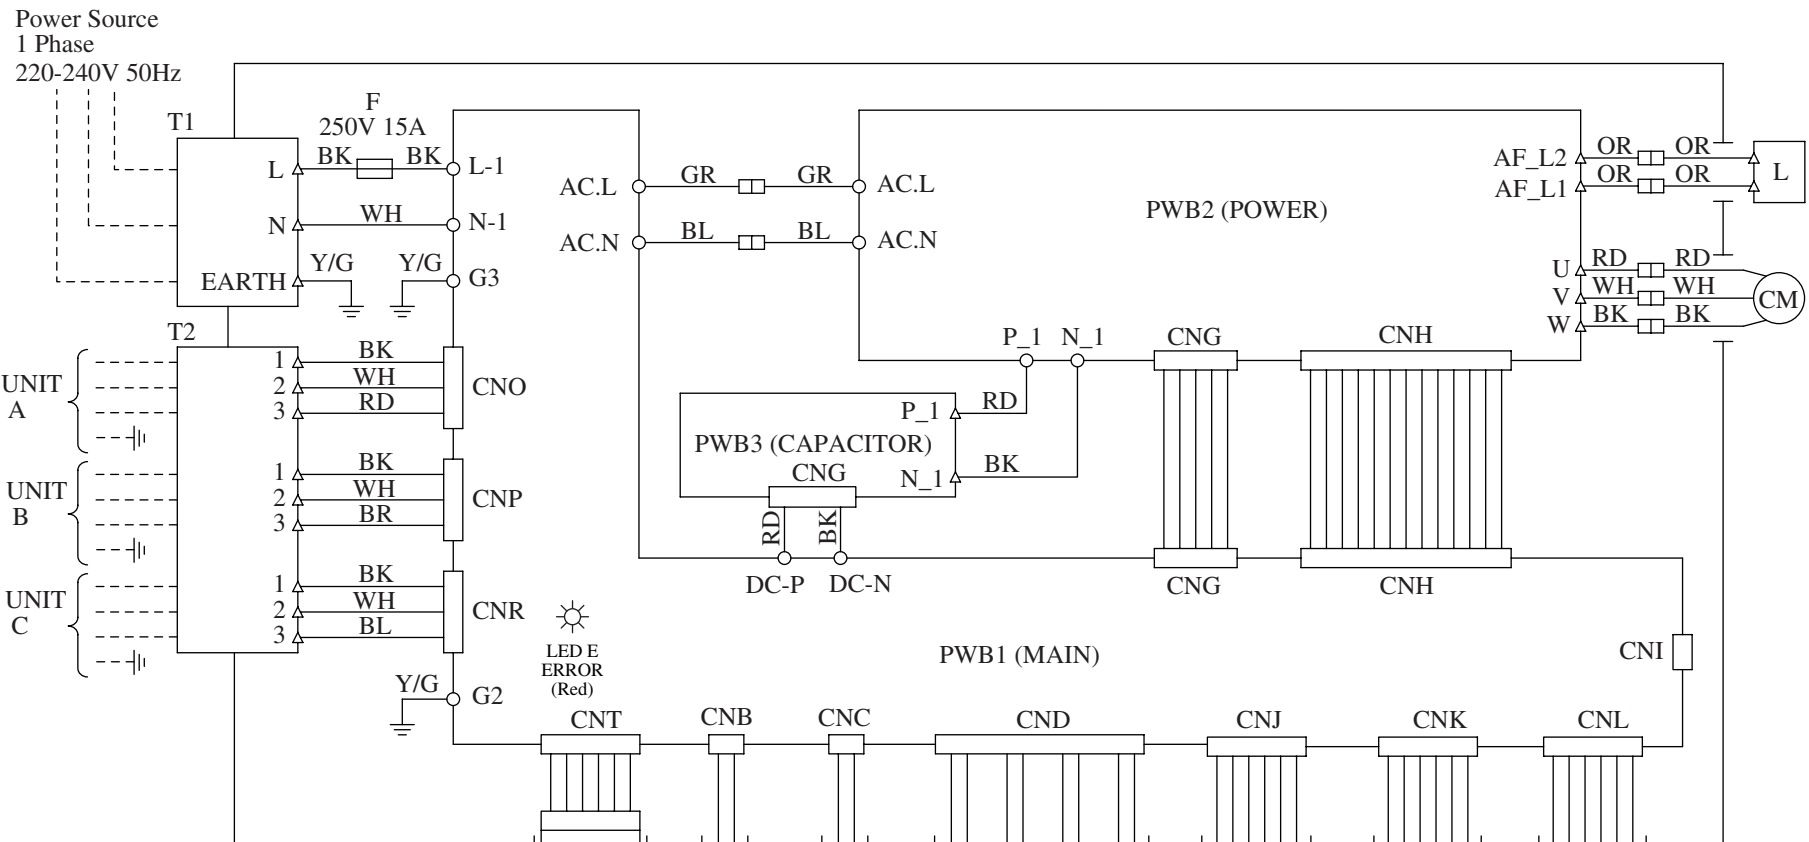 Power Source
1 Phase
220-240V 50Hz
T1
F
250V 15A
L
BK
BK
L-1
N
WH
N-1
EARTH
Y/G
Y/G
G3
AC.L
GR
GR
AC.L
AC.N
BL
BL
AC.N
PWB2 (POWER)
AF_L2
OR
OR
AF_L1
OR
OR
L
U
RD
RD
V
WH
WH
CM
W
BK
BK
T2
UNIT
A
1
BK
2
WH
3
RD
CNO
UNIT
B
1
BK
2
WH
3
BR
CNP
UNIT
C
1
BK
2
WH
3
BL
CNR
Y/G
G2
P_1
N_1
CNG
CNH
P_1
RD
PWB3 (CAPACITOR)
CNG
N_1
BK
RD
BK
DC-P
DC-N
CNG
CNH
LED E
ERROR
(Red)
PWB1 (MAIN)
CNI
CNT
CNB
CNC
CND
CNJ
CNK
CNL